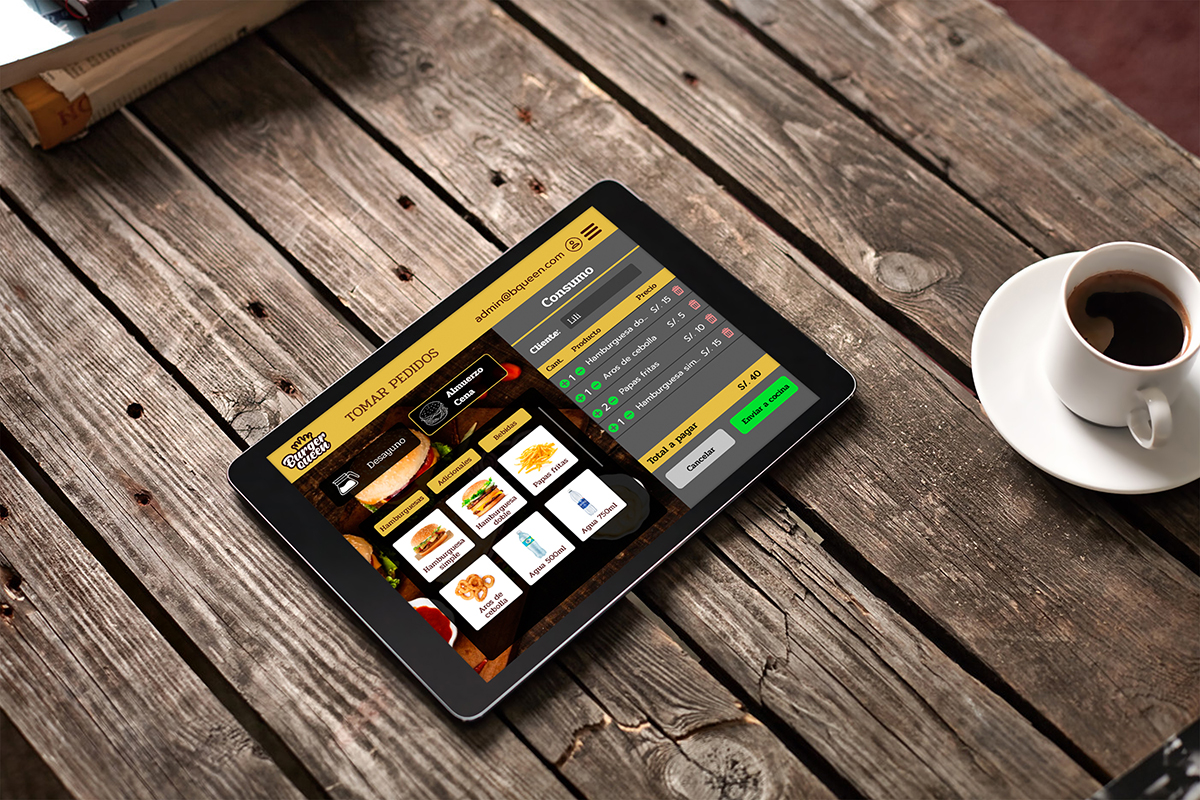 Burger
Queen
TOMAR PEDIDOS
admin@bqueen.com
Desayuno
Almuerzo
Cena
Hamburguesas
Adicionales
Bebidas
Hamburguesa
simple
Hamburguesa
doble
Papas fritas
Aros de
cebolla
Agua 500ml
Agua 750ml
Consumo
Cliente: Lili
Cant. Producto Precio
1 Hamburguesa do... S/. 15
1 Aros de cebolla S/. 5
2 Papas fritas S/. 10
1 Hamburguesa sim... S/. 15
Total a pagar S/. 40
Cancelar
Enviar a cocina